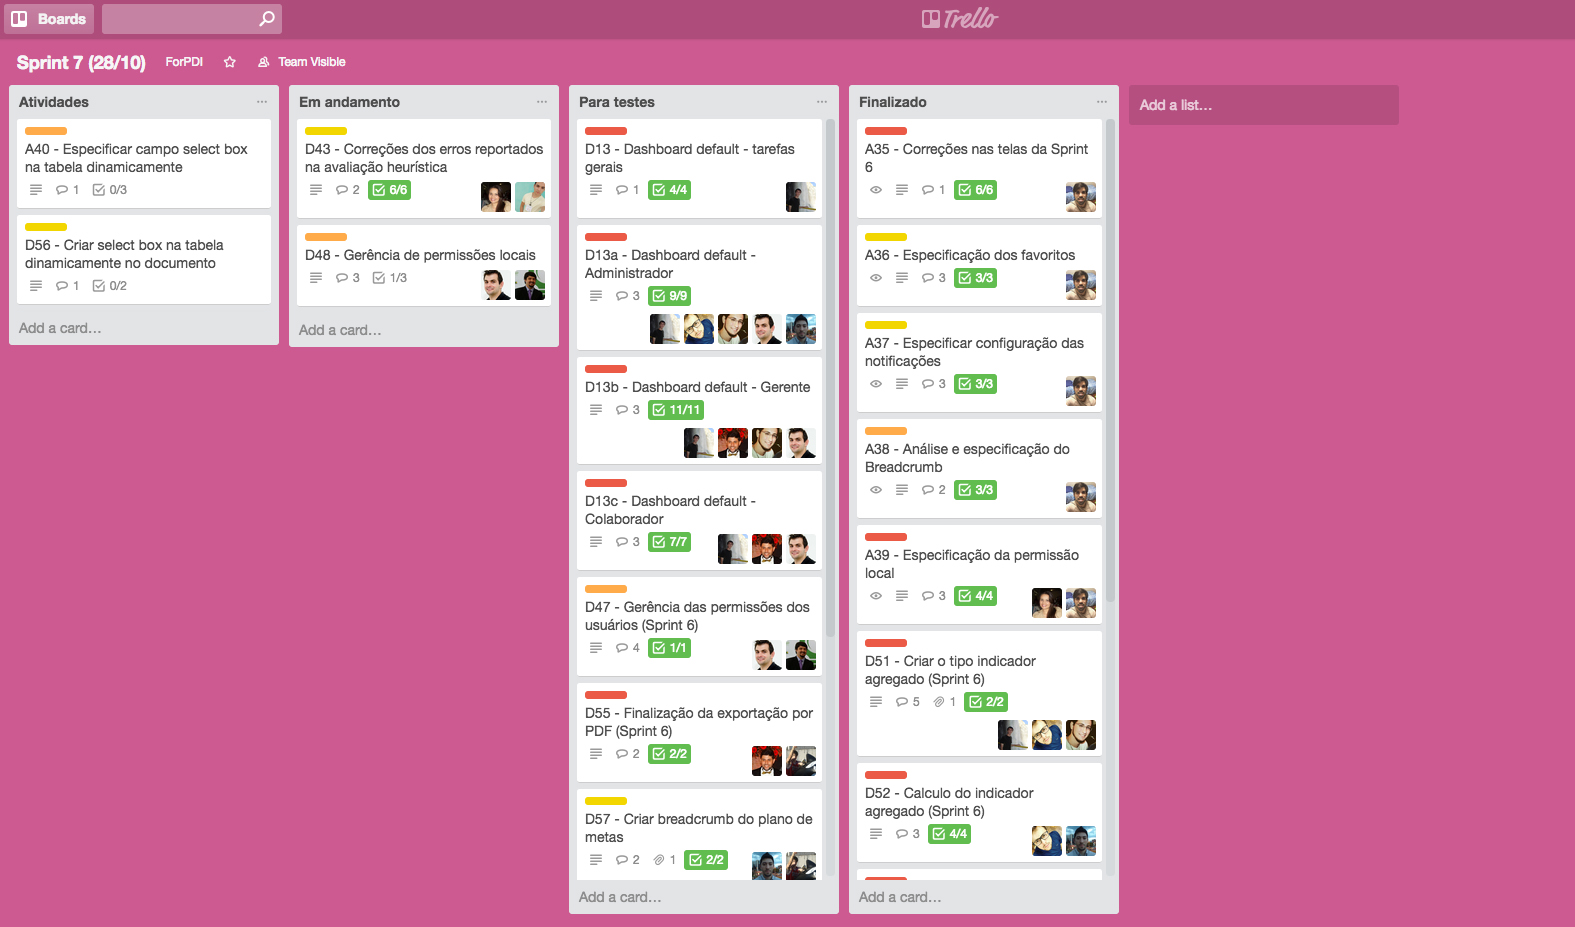 Boards
Trello
Sprint 7 (28/10) ForPDI Team Visible
Atividades
A40 - Especificar campo select box
na tabela dinamicamente
1 0/3
D56 - Criar select box na tabela
dinamicamente no documento
1 0/2
Add a card...
Em andamento
D43 - Correções dos erros reportados
na avaliação heurística
2 6/6
D48 - Gerência de permissões locais
3 1/3
Add a card...
Para testes
D13 - Dashboard default - tarefas
gerais
1 4/4
D13a - Dashboard default -
Administrador
3 9/9
D13b - Dashboard default - Gerente
3 11/11
D13c - Dashboard default -
Colaborador
3 7/7
D47 - Gerência das permissões dos
usuários (Sprint 6)
4 1/1
D55 - Finalização da exportação por
PDF (Sprint 6)
2 2/2
D57 - Criar breadcrumb do plano de
metas
2 1 2/2
Add a card...
Finalizado
A35 - Correções nas telas da Sprint
6
1 6/6
A36 - Especificação dos favoritos
3 3/3
A37 - Especificar configuração das
notificações
3 3/3
A38 - Análise e especificação do
Breadcrumb
2 3/3
A39 - Especificação da permissão
local
3 4/4
D51 - Criar o tipo indicador
agregado (Sprint 6)
5 1 2/2
D52 - Calculo do indicador
agregado (Sprint 6)
3 4/4
Add a card...
Add a list...